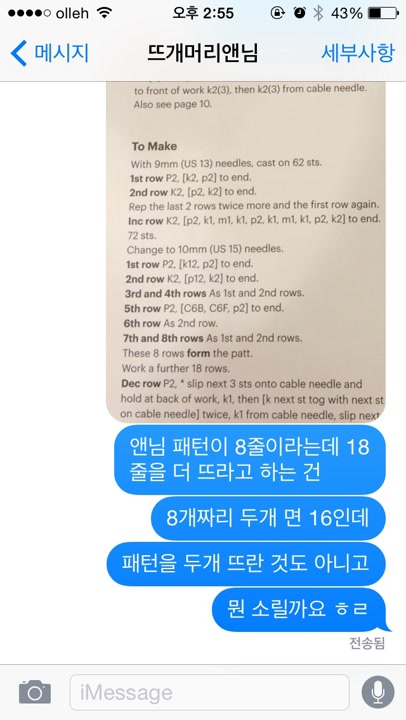 olleh 오후 2:55 43%
메시지 뜨개머리앤님 세부사항
to front of work k2(3), then k2(3) from cable needle.
Also see page 10.
To Make
With 9mm (US 13) needles, cast on 62 sts.
1st row P2, [k2, p2] to end.
2nd row K2, [p2, k2] to end.
Rep the last 2 rows twice more and the first row again.
Inc row K2, [p2, k1, m1, k1, p2, k1, m1, k1, p2, k2] to end.
72 sts.
Change to 10mm (US 15) needles.
1st row P2, [k12, p2] to end.
2nd row K2, [p12, k2] to end.
3rd and 4th rows As 1st and 2nd rows.
5th row P2, [C6B, C6F, p2] to end.
6th row As 2nd row.
7th and 8th rows As 1st and 2nd rows.
These 8 rows form the patt.
Work a further 18 rows.
Dec row P2, * slip next 3 sts onto cable needle and
hold at back of work, k1, then [k next st tog with next st
on cable needle] twice, k1 from cable needle, slip next
앤님 패턴이 8줄이라는데 18
줄을 더 뜨라고 하는 건
8개짜리 두개 면 16인데
패턴을 두개 뜨란 것도 아니고
뭔 소릴까요 ㅎㄹ
전송됨
iMessage